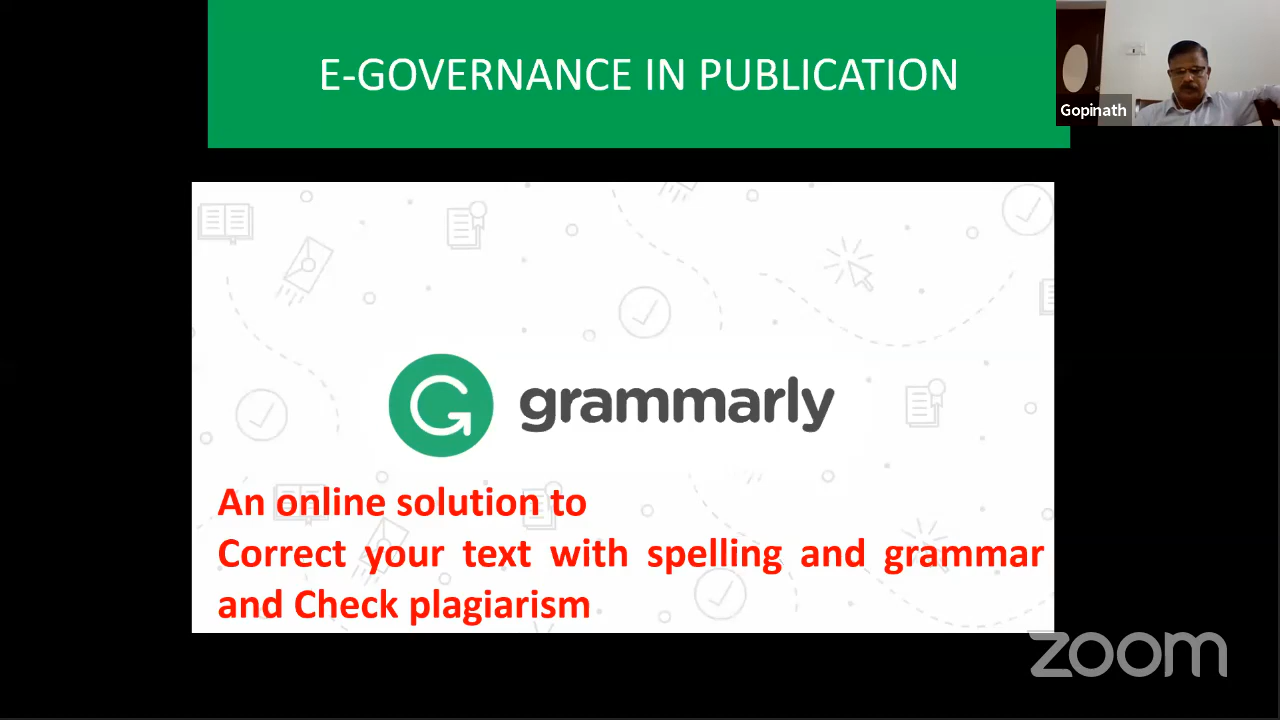 E-GOVERNANCE IN PUBLICATION
Gopinath
grammarly
An online solution to
Correct your text with spelling and grammar
and Check plagiarism
zoom